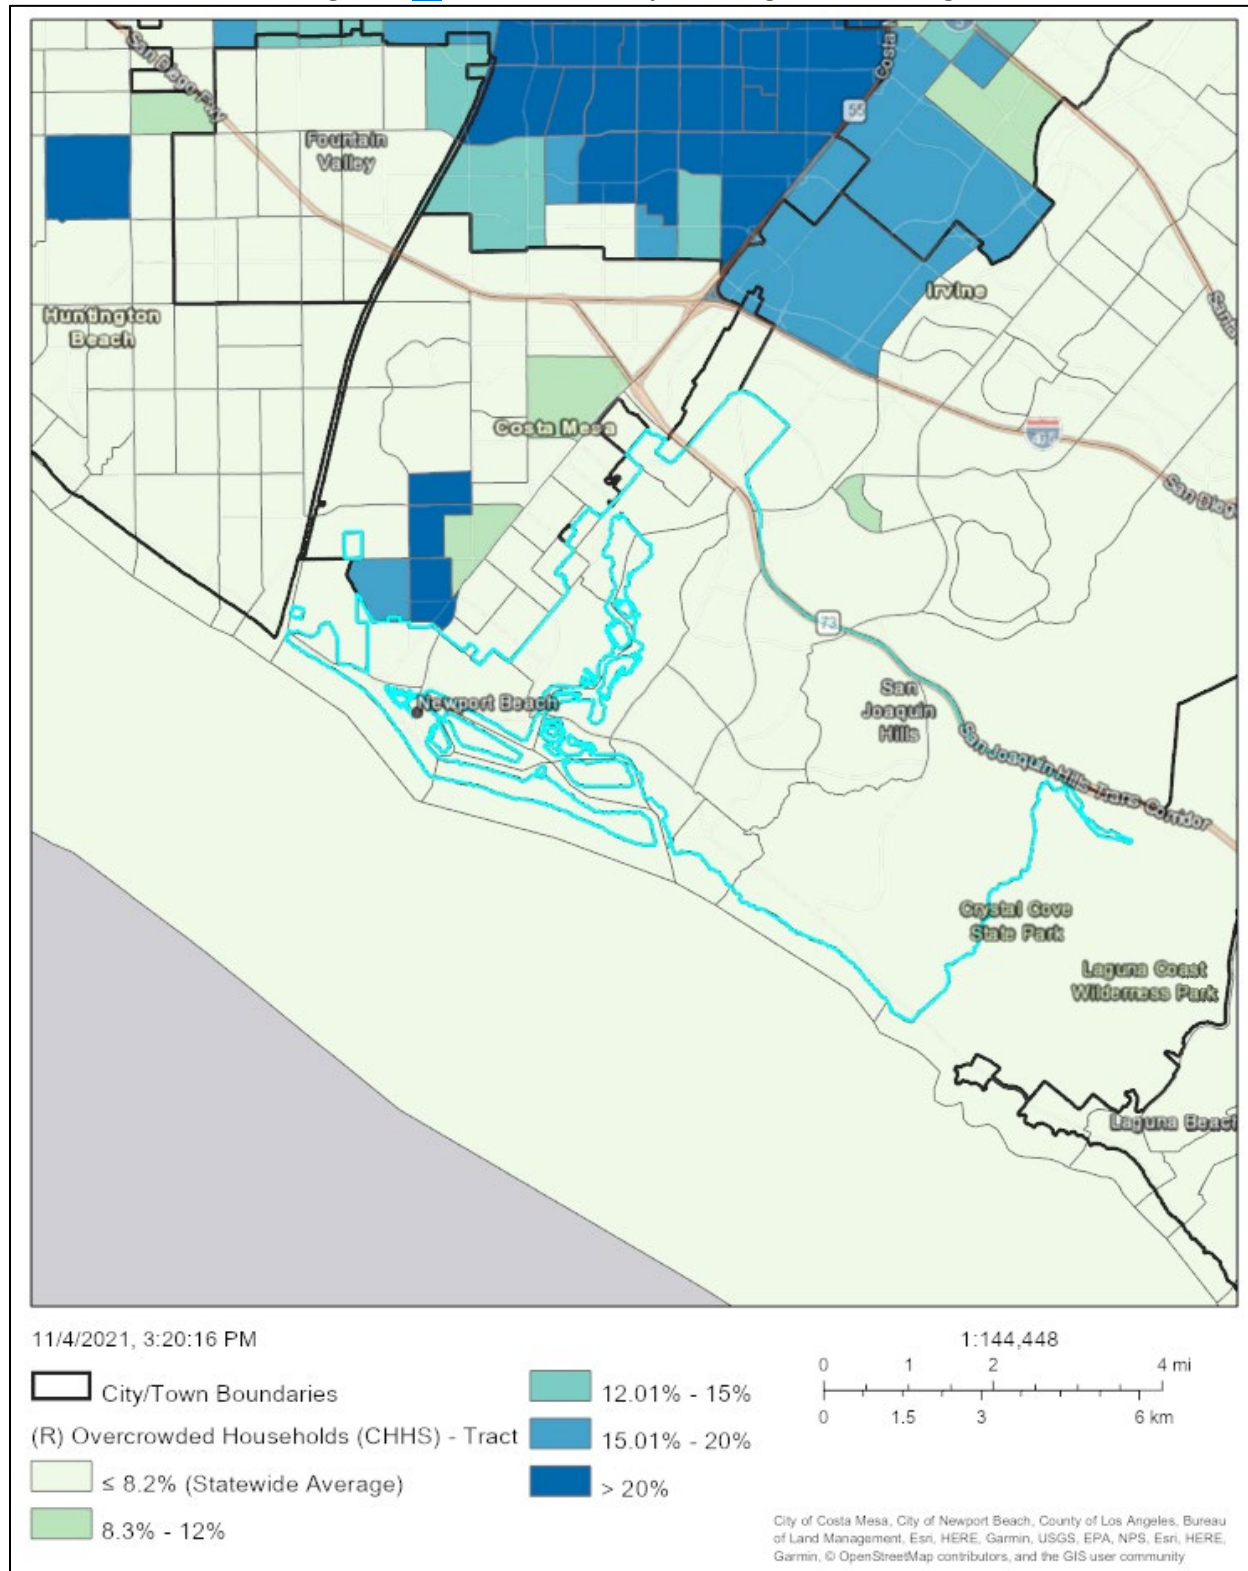 San Diego Fwy
Costa M
5
55
Fountain
Valley
Irvine
Huntington
Beach
Costa Mesa
405
San Dieg
73
Newport Beach
San
Joaquin
Hills
San Joaquin Hills Trans Corridor
Crystal Cove
State Park
Laguna Coast
Wilderness Park
Laguna Beach
11/4/2021, 3:20:16 PM
1:144,448
0 1 2 4 mi
0 1.5 3 6 km
City/Town Boundaries
(R) Overcrowded Households (CHHS) - Tract
≤ 8.2% (Statewide Average)
8.3% - 12%
12.01% - 15%
15.01% - 20%
> 20%
City of Costa Mesa, City of Newport Beach, County of Los Angeles, Bureau
of Land Management, Esri, HERE, Garmin, USGS, EPA, NPS, Esri, HERE,
Garmin, © OpenStreetMap contributors, and the GIS user community